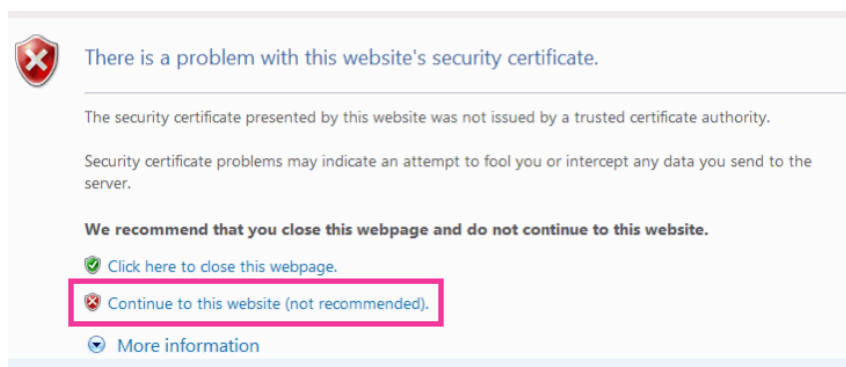 There is a problem with this website's security certificate.
The security certificate presented by this website was not issued by a trusted certificate authority.
Security certificate problems may indicate an attempt to fool you or intercept any data you send to the
server.
We recommend that you close this webpage and do not continue to this website.
Click here to close this webpage.
Continue to this website (not recommended).
More information